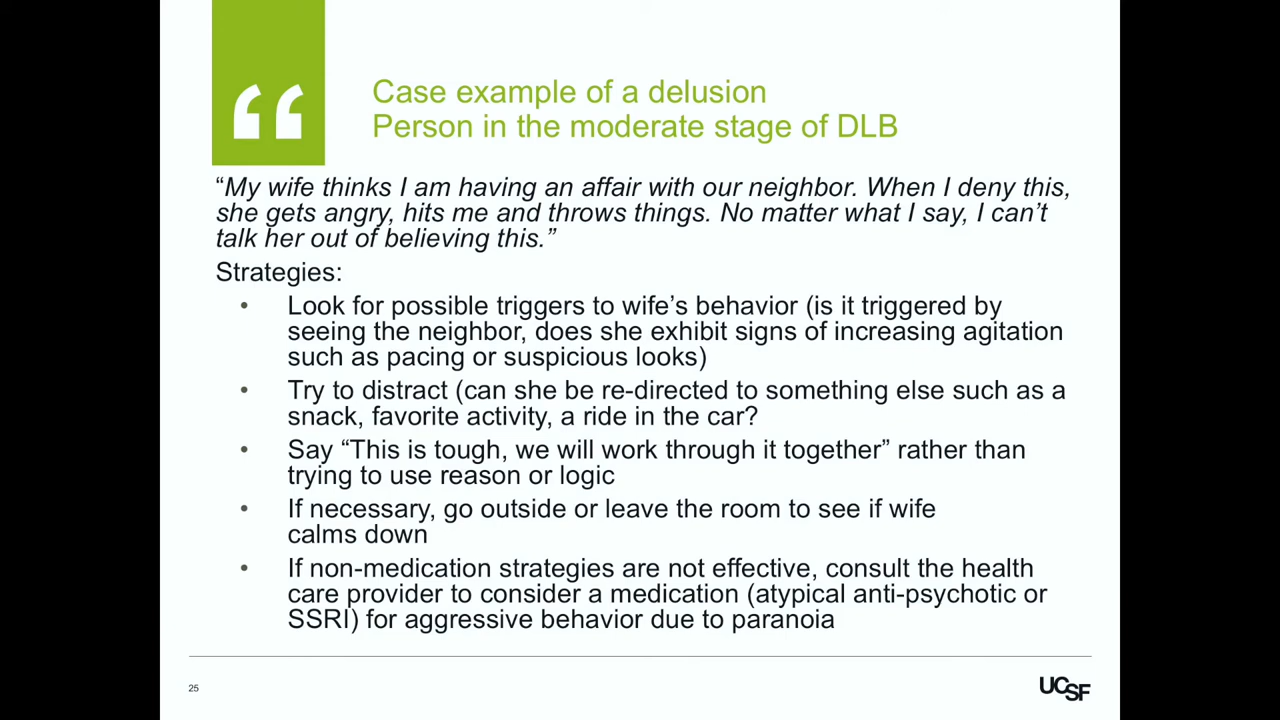 “
Case example of a delusion
Person in the moderate stage of DLB
“My wife thinks I am having an affair with our neighbor. When I deny this,
she gets angry, hits me and throws things. No matter what I say, I can’t
talk her out of believing this.”
Strategies:
• Look for possible triggers to wife’s behavior (is it triggered by
seeing the neighbor, does she exhibit signs of increasing agitation
such as pacing or suspicious looks)
• Try to distract (can she be re-directed to something else such as a
snack, favorite activity, a ride in the car?
• Say “This is tough, we will work through it together” rather than
trying to use reason or logic
• If necessary, go outside or leave the room to see if wife
calms down
• If non-medication strategies are not effective, consult the health
care provider to consider a medication (atypical anti-psychotic or
SSRI) for aggressive behavior due to paranoia
25
UCSF